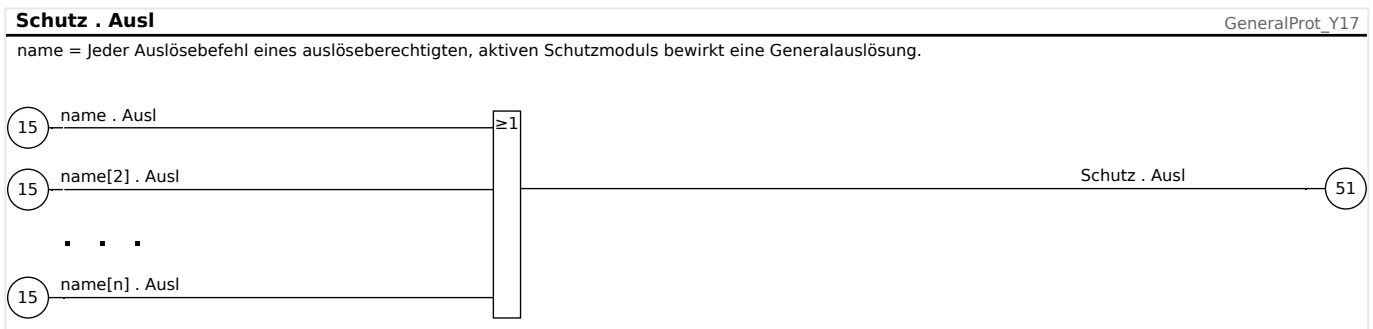 Schutz . Ausl
GeneralProt_Y17
name = Jeder Auslösebefehl eines auslöseberechtigten, aktiven Schutzmoduls bewirkt eine Generalauslösung.
15 name . Ausl
≥1
15 name[2] . Ausl
Schutz . Ausl 51
. . .
15 name[n] . Ausl